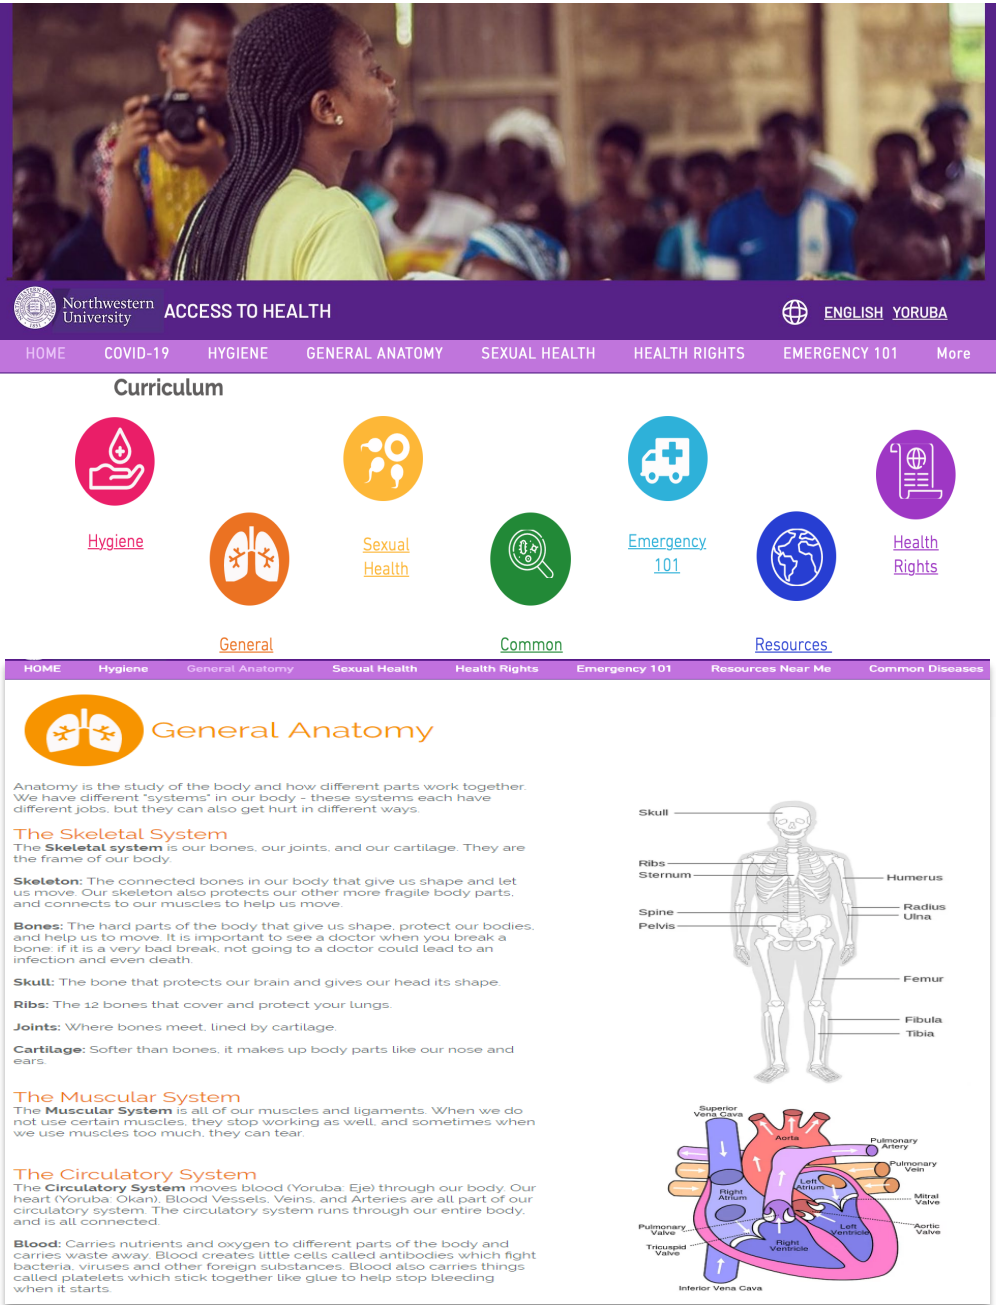 Northwestern
University
ACCESS TO HEALTH
ENGLISH YORUBA
HOME COVID-19 HYGIENE GENERAL ANATOMY SEXUAL HEALTH HEALTH RIGHTS EMERGENCY 101 More
Curriculum
Hygiene
Sexual
Health
Emergency
101
Health
Rights
General
Common
Resources
HOME Hygiene General Anatomy Sexual Health Health Rights Emergency 101 Resources Near Me Common Diseases
General Anatomy
Anatomy is the study of the body and how different parts work together.
We have different "systems" in our body - these systems each have
different jobs, but they can also get hurt in different ways.
The Skeletal System
The Skeletal system is our bones, our joints, and our cartilage. They are
the frame of our body.
Skeleton: The connected bones in our body that give us shape and let
us move. Our skeleton also protects our other more fragile body parts,
and connects to our muscles to help us move.
Bones: The hard parts of the body that give us shape, protect our bodies,
and help us to move. It is important to see a doctor when you break a
bone; if it is a very bad break, not going to a doctor could lead to an
infection and even death.
Skull: The bone that protects our brain and gives our head its shape.
Ribs: The 12 bones that cover and protect your lungs.
Joints: Where bones meet, lined by cartilage.
Cartilage: Softer than bones, it makes up body parts like our nose and
ears.
The Muscular System
The Muscular System is all of our muscles and ligaments. When we do
not use certain muscles, they stop working as well, and sometimes when
we use muscles too much, they can tear.
The Circulatory System
The Circulatory System moves blood (Yoruba: Eje) through our body. Our
heart (Yoruba: Okan), Blood Vessels, Veins, and Arteries are all part of our
circulatory system. The circulatory system runs through our entire body,
and is all connected.
Blood: Carries nutrients and oxygen to different parts of the body and
carries waste away. Blood creates little cells called antibodies which fight
bacteria, viruses and other foreign substances. Blood also carries things
called platelets which stick together like glue to help stop bleeding
when it starts.
Skull
Ribs
Sternum
Humerus
Radius
Ulna
Spine
Pelvis
Femur
Fibula
Tibia
Superior
Vena Cava
Aorta
Pulmonary
Artery
Pulmonary
Vein
Left
Atrium
Right
Atrium
Mitral
Valve
Pulmonary
Valve
Left
Ventricle
Aortic
Valve
Tricuspid
Valve
Right
Ventricle
Inferior Vena Cava